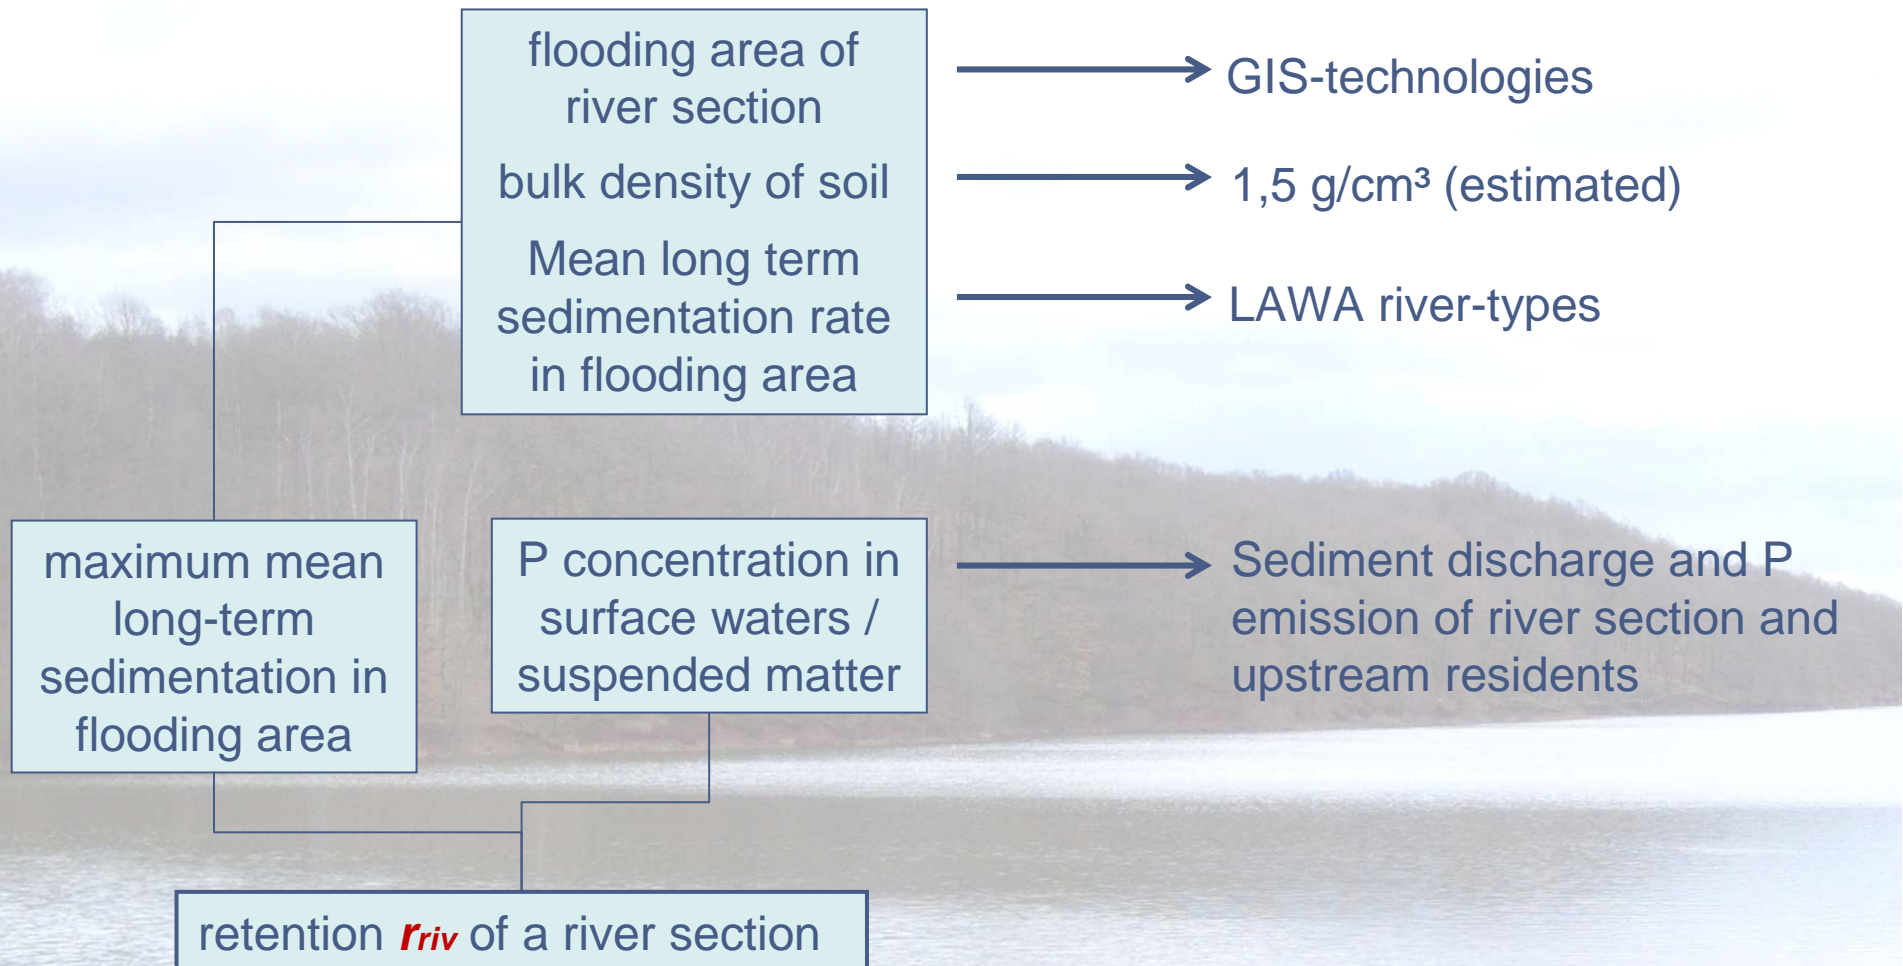 flooding area of
river section
GIS-technologies
bulk density of soil
1,5 g/cm³ (estimated)
Mean long term
sedimentation rate
in flooding area
LAWA river-types
maximum mean
long-term
sedimentation in
flooding area
P concentration in
surface waters /
suspended matter
Sediment discharge and P
emission of river section and
upstream residents
retention rriv of a river section